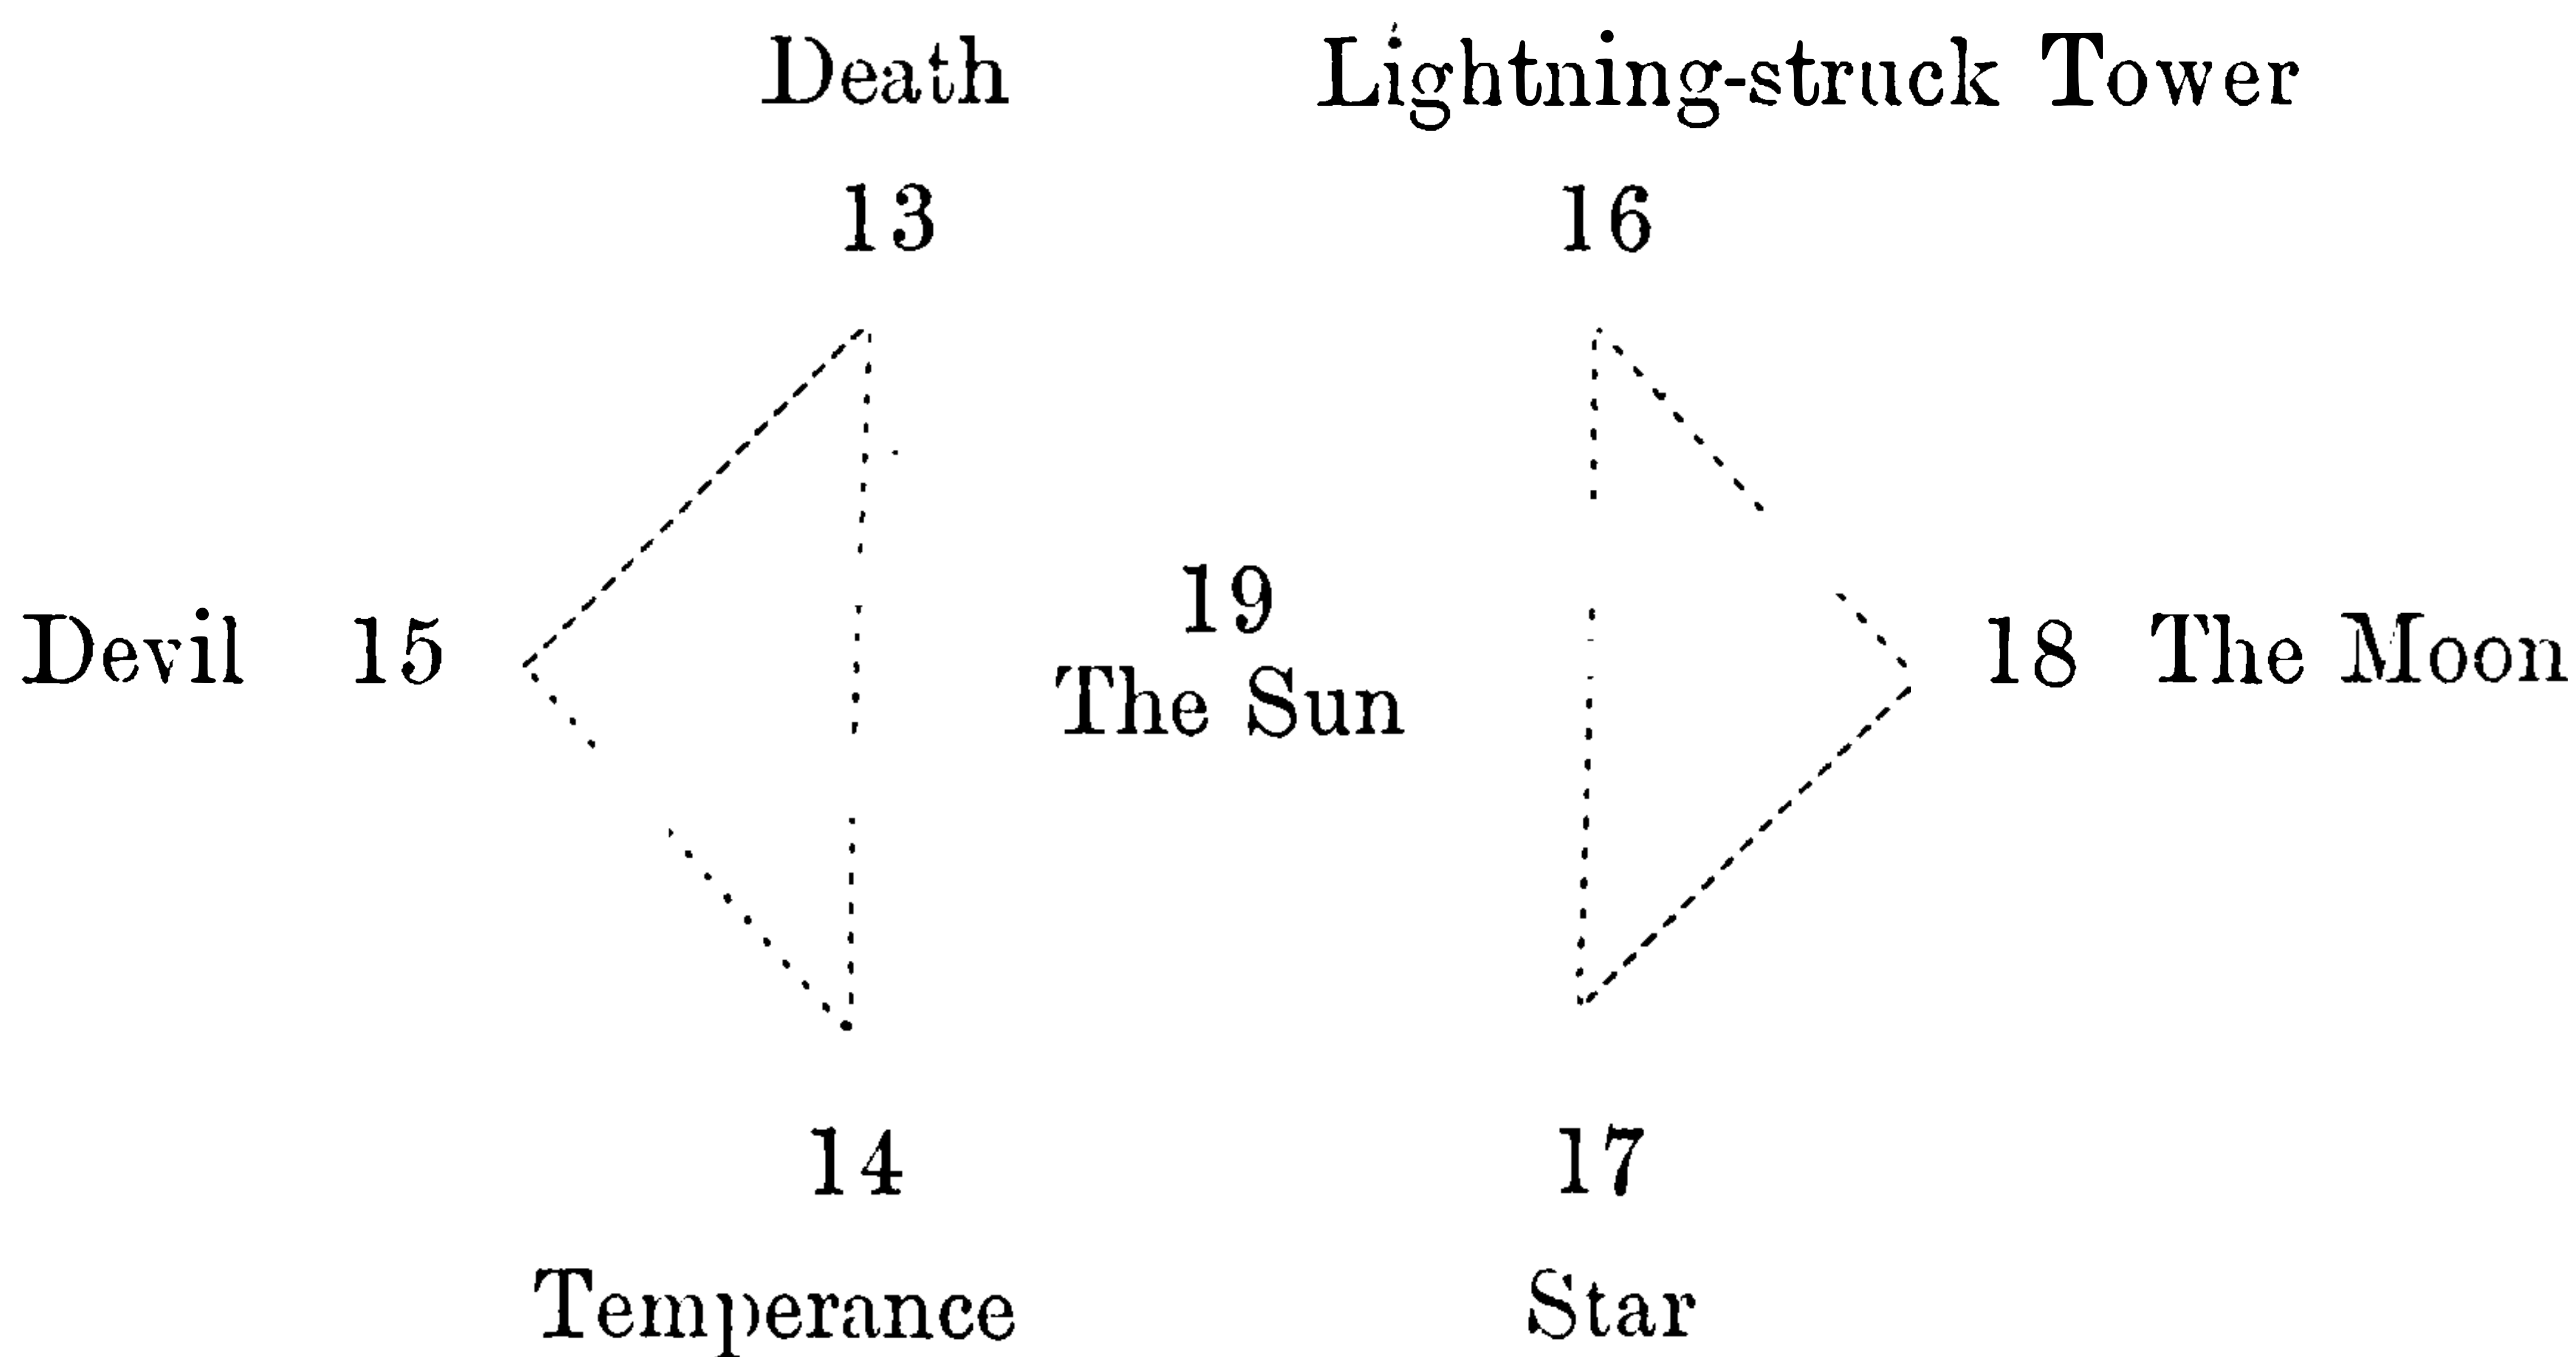 Death Lightning-struck Tower
13 16
19
Devil 15 18 The Moon
The Sun
14 17
Temperance Star